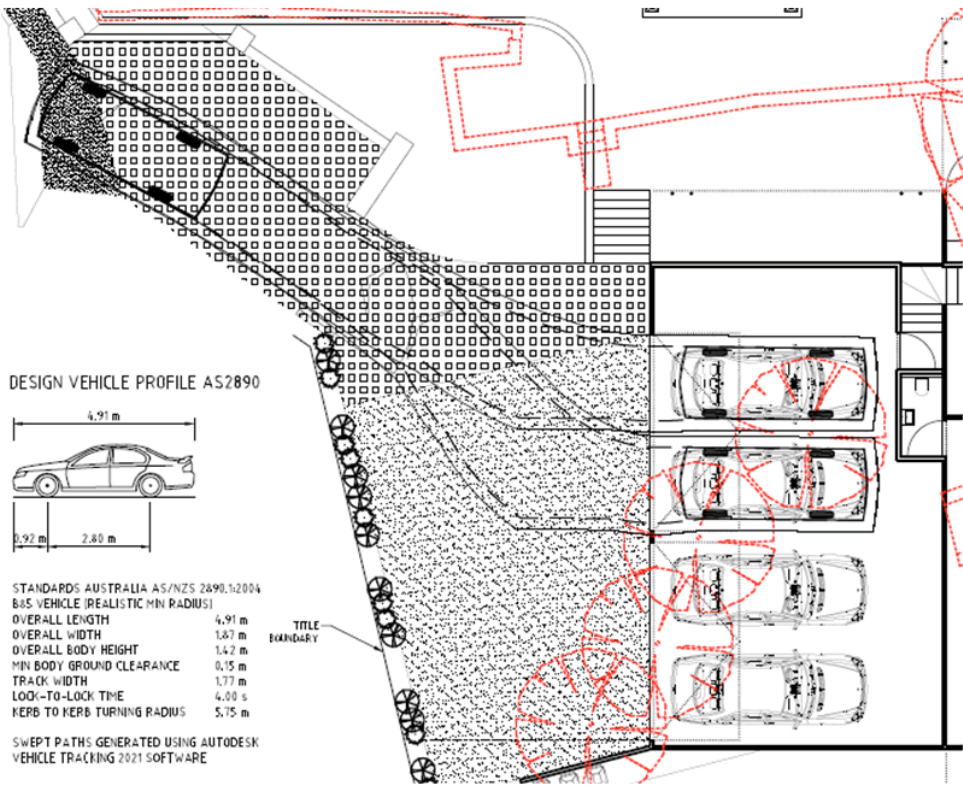 DESIGN VEHICLE PROFILE AS2890
4.91 m
0.92 m
2.80 m
STANDARDS AUSTRALIA AS/NZS 2890.1:2004
B85 VEHICLE (REALISTIC MIN RADIUS)
OVERALL LENGTH 4.91 m
OVERALL WIDTH 1.87 m
OVERALL BODY HEIGHT 1.42 m
MIN BODY GROUND CLEARANCE 0.15 m
TRACK WIDTH 1.77 m
LOCK-TO-LOCK TIME 4.00 s
KERB TO KERB TURNING RADIUS 5.75 m
SWEPT PATHS GENERATED USING AUTODESK
VEHICLE TRACKING 2021 SOFTWARE
TITLE
BOUNDARY